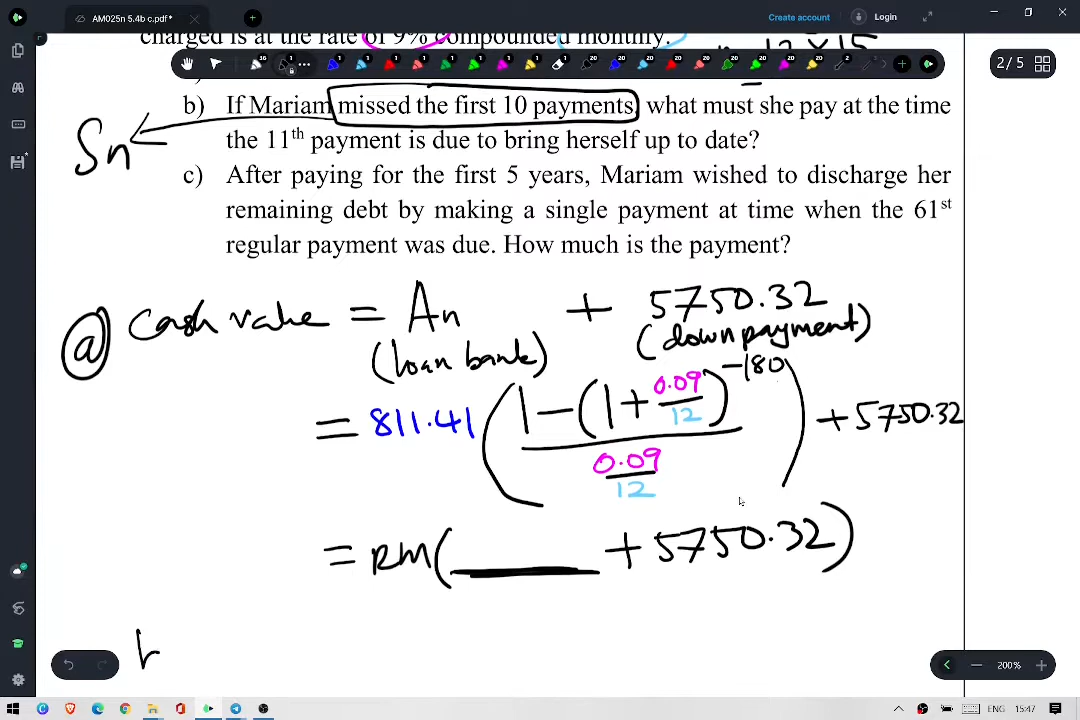 AM025n 5.4b c.pdf*
Create account
Login
charged is at the rate of 9% compounded monthly.
2 / 5
b) If Mariam missed the first 10 payments, what must she pay at the time
the 11th payment is due to bring herself up to date?
Sn
c) After paying for the first 5 years, Mariam wished to discharge her
remaining debt by making a single payment at time when the 61st
regular payment was due. How much is the payment?
(a) cash value = An + 5750.32
(loan bank) (down payment)
= 811.41 ( 1 - (1 + 0.09/12)^-180 / 0.09/12 ) + 5750.32
= RM( ____ + 5750.32)
200%
ENG 15:47